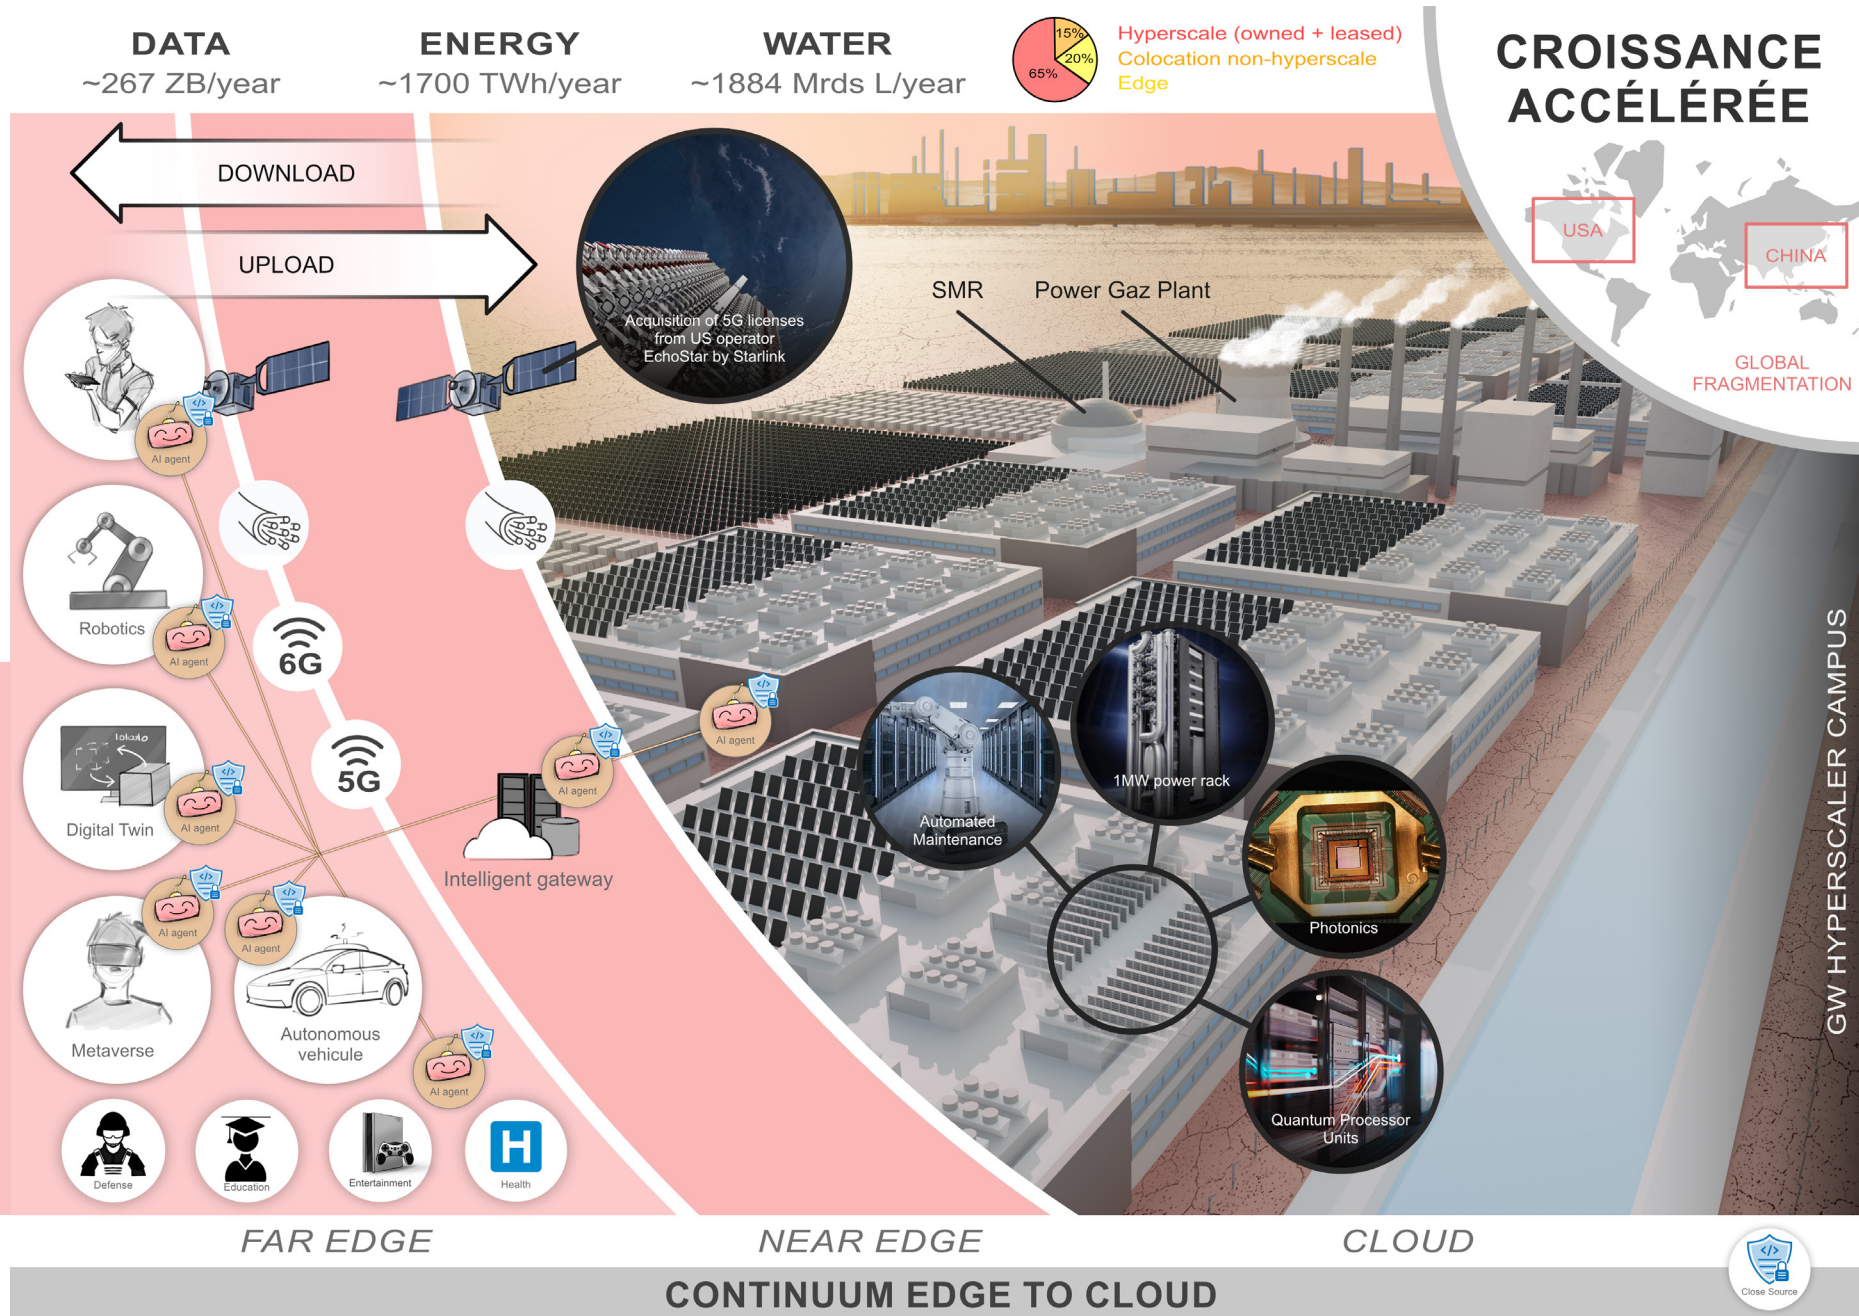 DATA
~267 ZB/year
ENERGY
~1700 TWh/year
WATER
~1884 Mrds L/year
15%
20%
65%
Hyperscale (owned + leased)
Colocation non-hyperscale
Edge
CROISSANCE
ACCÉLÉRÉE
USA
CHINA
GLOBAL
FRAGMENTATION
DOWNLOAD
UPLOAD
Acquisition of 5G licenses
from US operator
EchoStar by Starlink
SMR
Power Gaz Plant
</>
AI agent
Robotics
</>
AI agent
6G
5G
Digital Twin
</>
AI agent
</>
AI agent
</>
AI agent
Intelligent gateway
Metaverse
</>
AI agent
</>
AI agent
Autonomous
vehicule
</>
AI agent
Automated
Maintenance
1MW power rack
Photonics
Quantum Processor
Units
GW HYPERSCALER CAMPUS
Defense
Education
Entertainment
H
Health
FAR EDGE
NEAR EDGE
CLOUD
CONTINUUM EDGE TO CLOUD
</>
Close Source